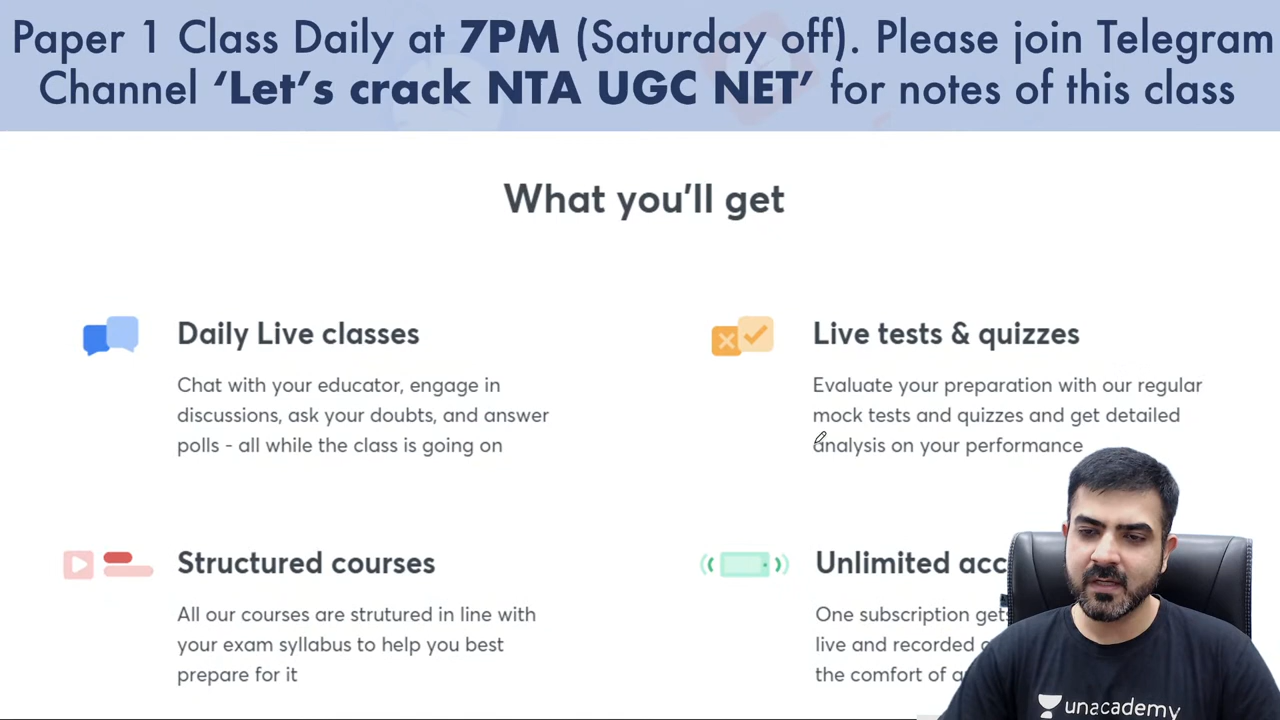 Paper 1 Class Daily at 7PM (Saturday off). Please join Telegram
Channel ‘Let’s crack NTA UGC NET’ for notes of this class
What you’ll get
Daily Live classes
Chat with your educator, engage in
discussions, ask your doubts, and answer
polls - all while the class is going on
Live tests & quizzes
Evaluate your preparation with our regular
mock tests and quizzes and get detailed
analysis on your performance
Structured courses
All our courses are strutured in line with
your exam syllabus to help you best
prepare for it
Unlimited
One subscription gets
live and recorded
the comfort of
unacademy